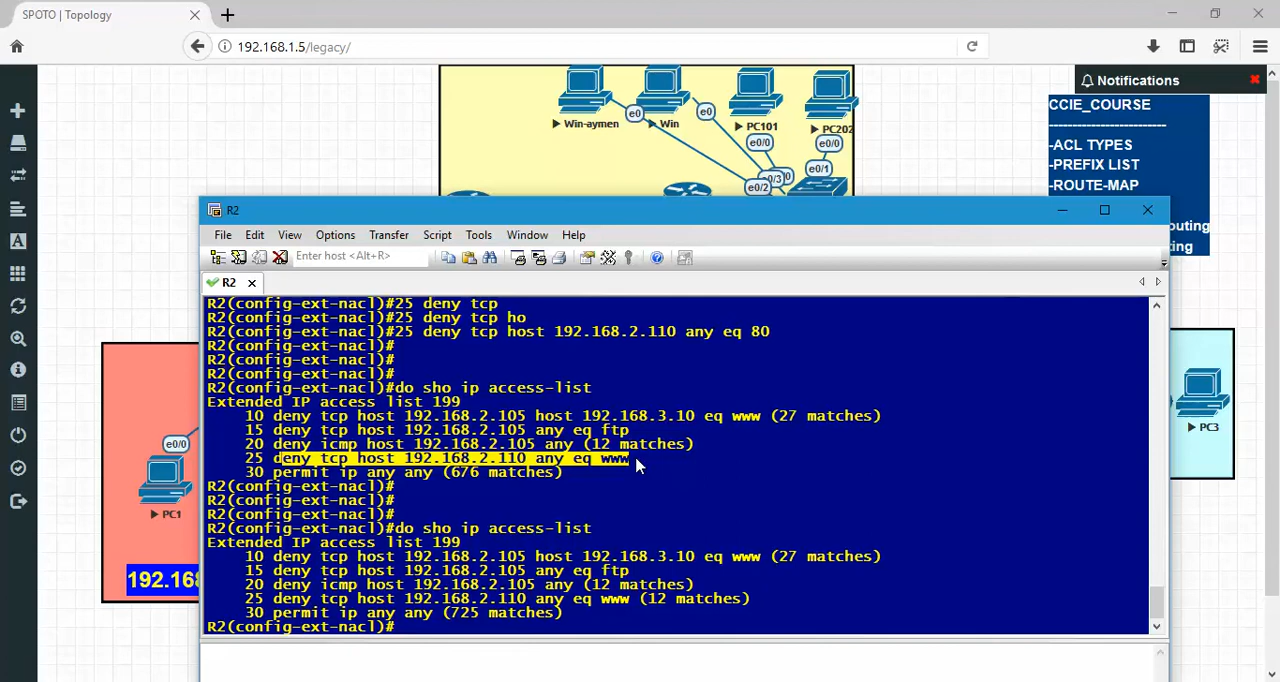 SPOTO | Topology
192.168.1.5/legacy/
Notifications
CCIE_COURSE
-----------------------
-ACL TYPES
-PREFIX LIST
-ROUTE-MAP
Win-aymen
Win
PC101
PC202
e0
e0
e0/0
e0/0
e0/1
e0/2
R2
File Edit View Options Transfer Script Tools Window Help
Enter host <Alt+R>
R2
R2(config-ext-nacl)#25 deny tcp
R2(config-ext-nacl)#25 deny tcp ho
R2(config-ext-nacl)#25 deny tcp host 192.168.2.110 any eq 80
R2(config-ext-nacl)#
R2(config-ext-nacl)#
R2(config-ext-nacl)#
R2(config-ext-nacl)#do sho ip access-list
Extended IP access list 199
10 deny tcp host 192.168.2.105 host 192.168.3.10 eq www (27 matches)
15 deny tcp host 192.168.2.105 any eq ftp
20 deny icmp host 192.168.2.105 any (12 matches)
25 deny tcp host 192.168.2.110 any eq www
30 permit ip any any (676 matches)
R2(config-ext-nacl)#
R2(config-ext-nacl)#
R2(config-ext-nacl)#
R2(config-ext-nacl)#do sho ip access-list
Extended IP access list 199
10 deny tcp host 192.168.2.105 host 192.168.3.10 eq www (27 matches)
15 deny tcp host 192.168.2.105 any eq ftp
20 deny icmp host 192.168.2.105 any (12 matches)
25 deny tcp host 192.168.2.110 any eq www (12 matches)
30 permit ip any any (725 matches)
R2(config-ext-nacl)#
e0/0
PC1
192.168
PC3